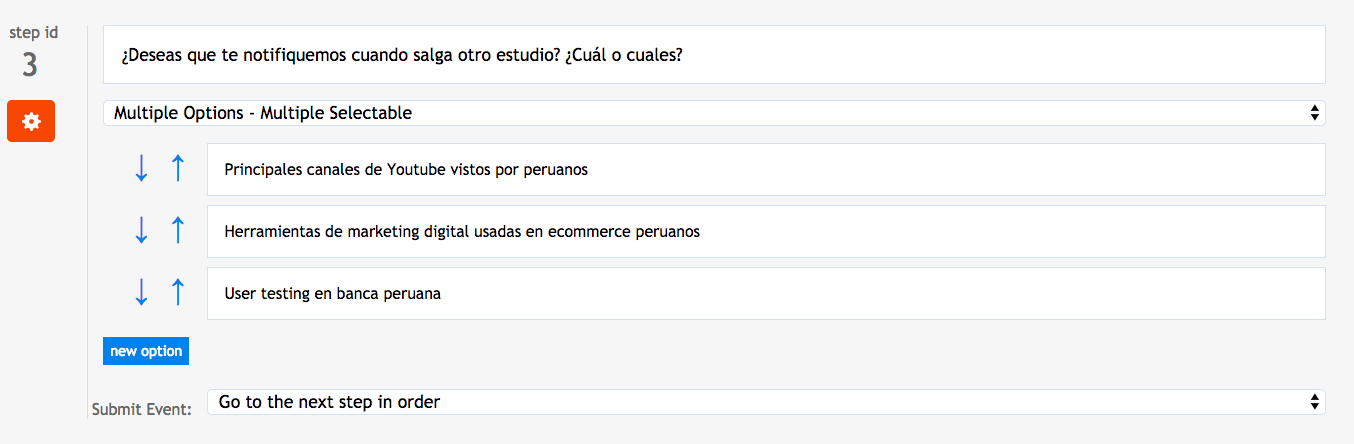 step id
3
¿Deseas que te notifiquemos cuando salga otro estudio? ¿Cuál o cuales?
Multiple Options - Multiple Selectable
Principales canales de Youtube vistos por peruanos
Herramientas de marketing digital usadas en ecommerce peruanos
User testing en banca peruana
new option
Submit Event:
Go to the next step in order